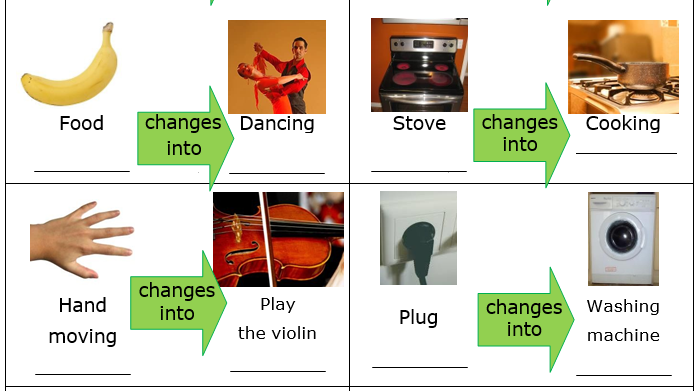 Food
changes
into
Dancing
Stove
changes
into
Cooking
Hand
moving
changes
into
Play
the violin
Plug
changes
into
Washing
machine